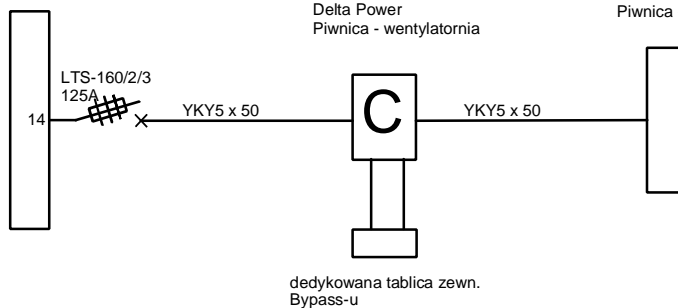 Delta Power
Piwnica - wentylatornia
Piwnica
LTS-160/2/3
125A
14
YKY5 x 50
C
YKY5 x 50
dedykowana tablica zewn.
Bypass-u